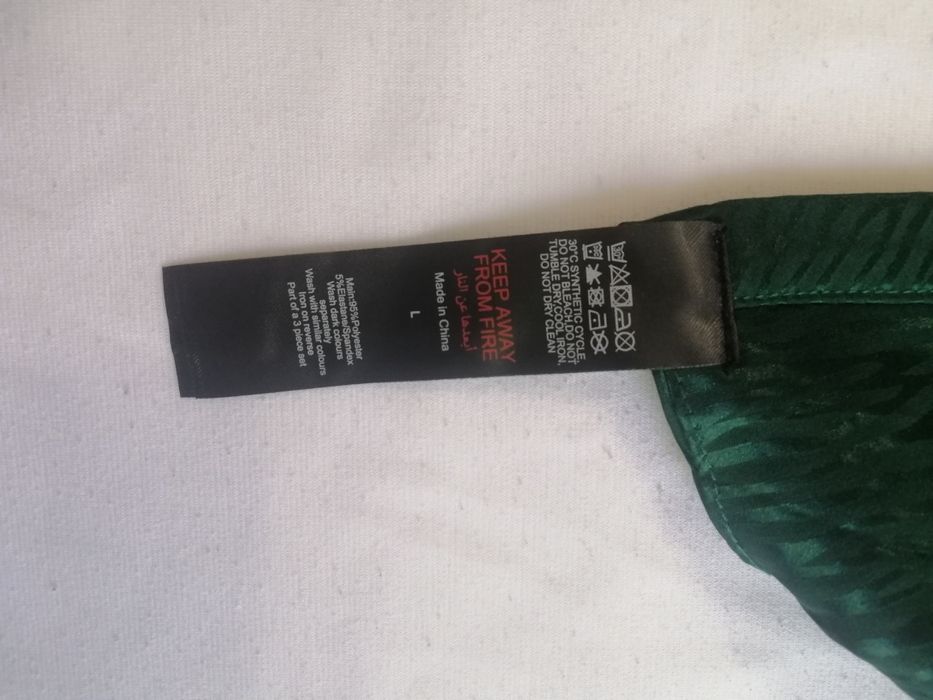 30°C SYNTHETIC CYCLE,
DO NOT BLEACH,DO NOT
TUMBLE DRY,COOL IRON,
DO NOT DRY CLEAN
KEEP AWAY
FROM FIRE
أبعدها عن النار
Made in China
L
Main:95%Polyester
5%Elastane/Spandex
Wash dark colours
separately
Wash with similar colours
Iron on reverse
Part of a 3 piece set